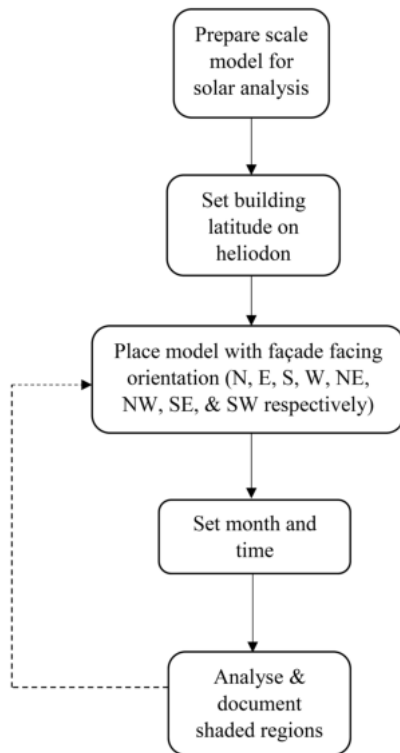 Prepare scale
model for
solar analysis
Set building
latitude on
heliodon
Place model with façade facing
orientation (N, E, S, W, NE,
NW, SE, & SW respectively)
Set month and
time
Analyse &
document
shaded regions